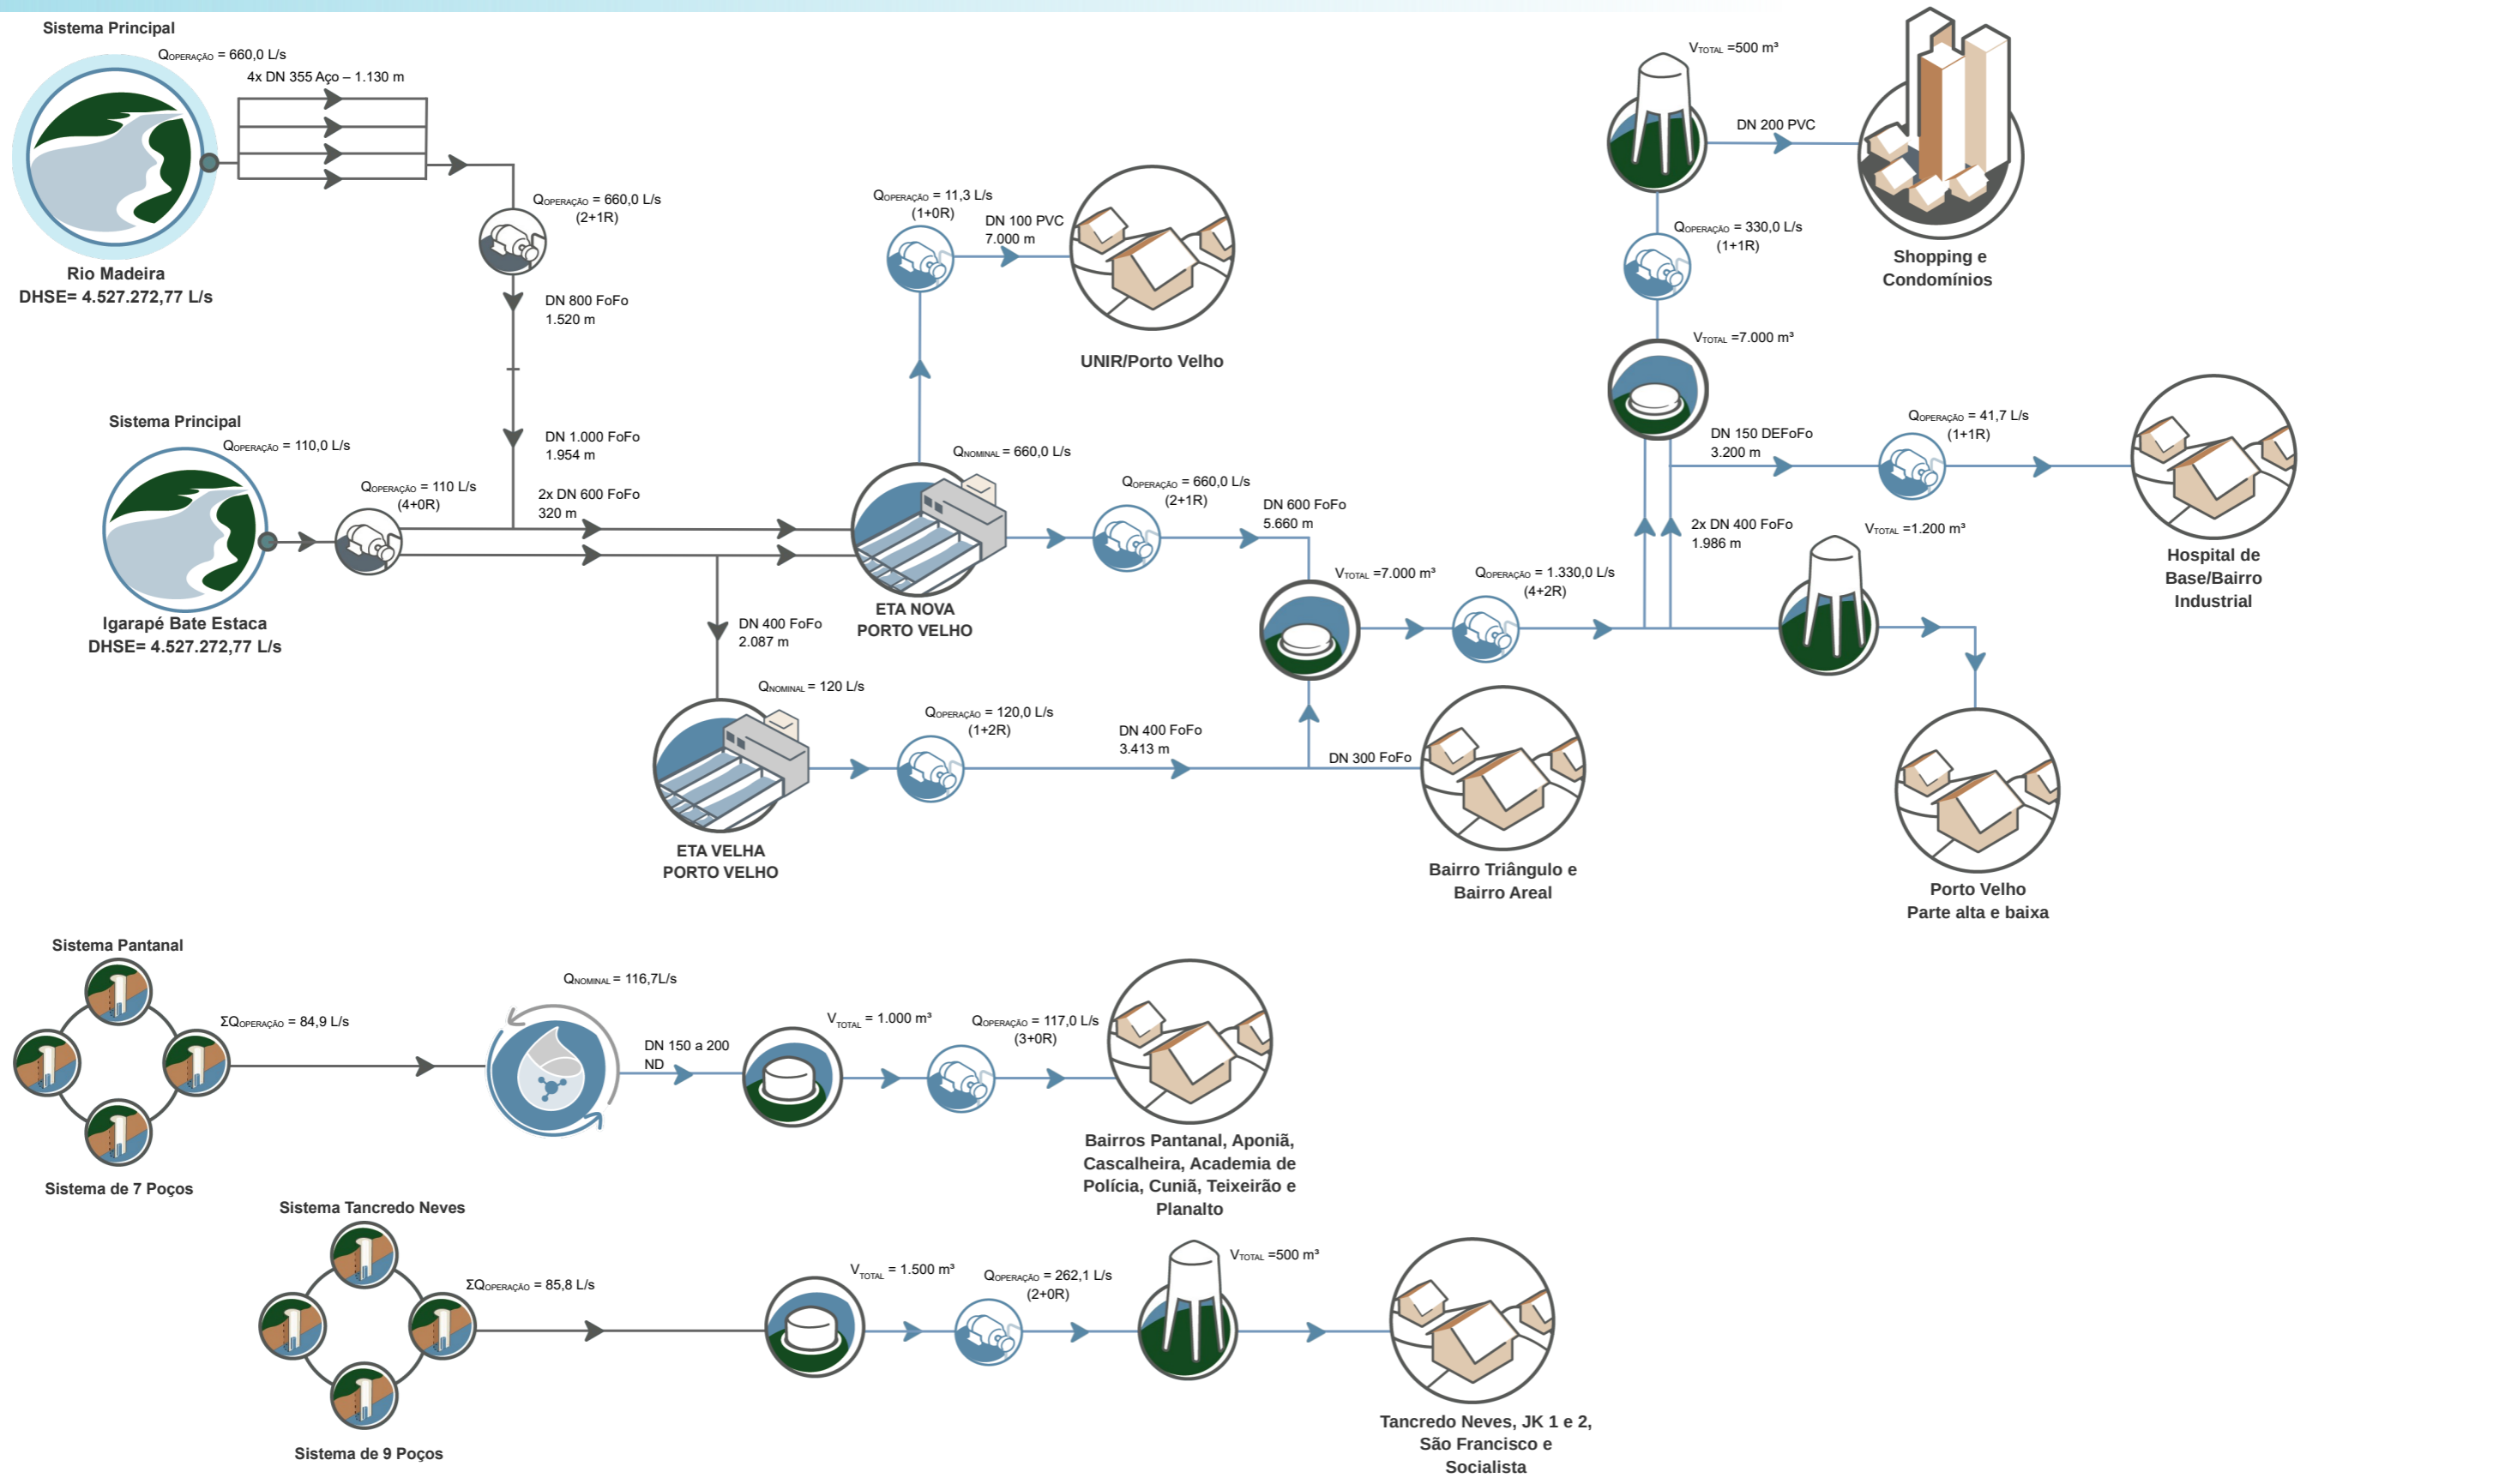 Sistema Principal
QOPERAÇÃO = 660,0 L/s
4x DN 355 Aço – 1.130 m
Rio Madeira
DHSE= 4.527.272,77 L/s
QOPERAÇÃO = 660,0 L/s
(2+1R)
DN 800 FoFo
1.520 m
DN 1.000 FoFo
1.954 m
Sistema Principal
QOPERAÇÃO = 110,0 L/s
Igarapé Bate Estaca
DHSE= 4.527.272,77 L/s
QOPERAÇÃO = 110 L/s
(4+0R)
2x DN 600 FoFo
320 m
QOPERAÇÃO = 11,3 L/s
(1+0R)
DN 100 PVC
7.000 m
UNIR/Porto Velho
QNOMINAL = 660,0 L/s
ETA NOVA
PORTO VELHO
QOPERAÇÃO = 660,0 L/s
(2+1R)
DN 600 FoFo
5.660 m
DN 400 FoFo
2.087 m
QNOMINAL = 120 L/s
ETA VELHA
PORTO VELHO
QOPERAÇÃO = 120,0 L/s
(1+2R)
DN 400 FoFo
3.413 m
DN 300 FoFo
Bairro Triângulo e
Bairro Areal
VTOTAL =7.000 m³
QOPERAÇÃO = 1.330,0 L/s
(4+2R)
2x DN 400 FoFo
1.986 m
VTOTAL =500 m³
DN 200 PVC
Shopping e
Condomínios
QOPERAÇÃO = 330,0 L/s
(1+1R)
VTOTAL =7.000 m³
DN 150 DEFoFo
3.200 m
QOPERAÇÃO = 41,7 L/s
(1+1R)
Hospital de
Base/Bairro
Industrial
VTOTAL =1.200 m³
Porto Velho
Parte alta e baixa
Sistema Pantanal
ΣQOPERAÇÃO = 84,9 L/s
Sistema de 7 Poços
QNOMINAL = 116,7L/s
DN 150 a 200
ND
VTOTAL = 1.000 m³
QOPERAÇÃO = 117,0 L/s
(3+0R)
Bairros Pantanal, Aponiã,
Cascalheira, Academia de
Polícia, Cuniã, Teixeirão e
Planalto
Sistema Tancredo Neves
ΣQOPERAÇÃO = 85,8 L/s
Sistema de 9 Poços
VTOTAL = 1.500 m³
QOPERAÇÃO = 262,1 L/s
(2+0R)
VTOTAL =500 m³
Tancredo Neves, JK 1 e 2,
São Francisco e
Socialista